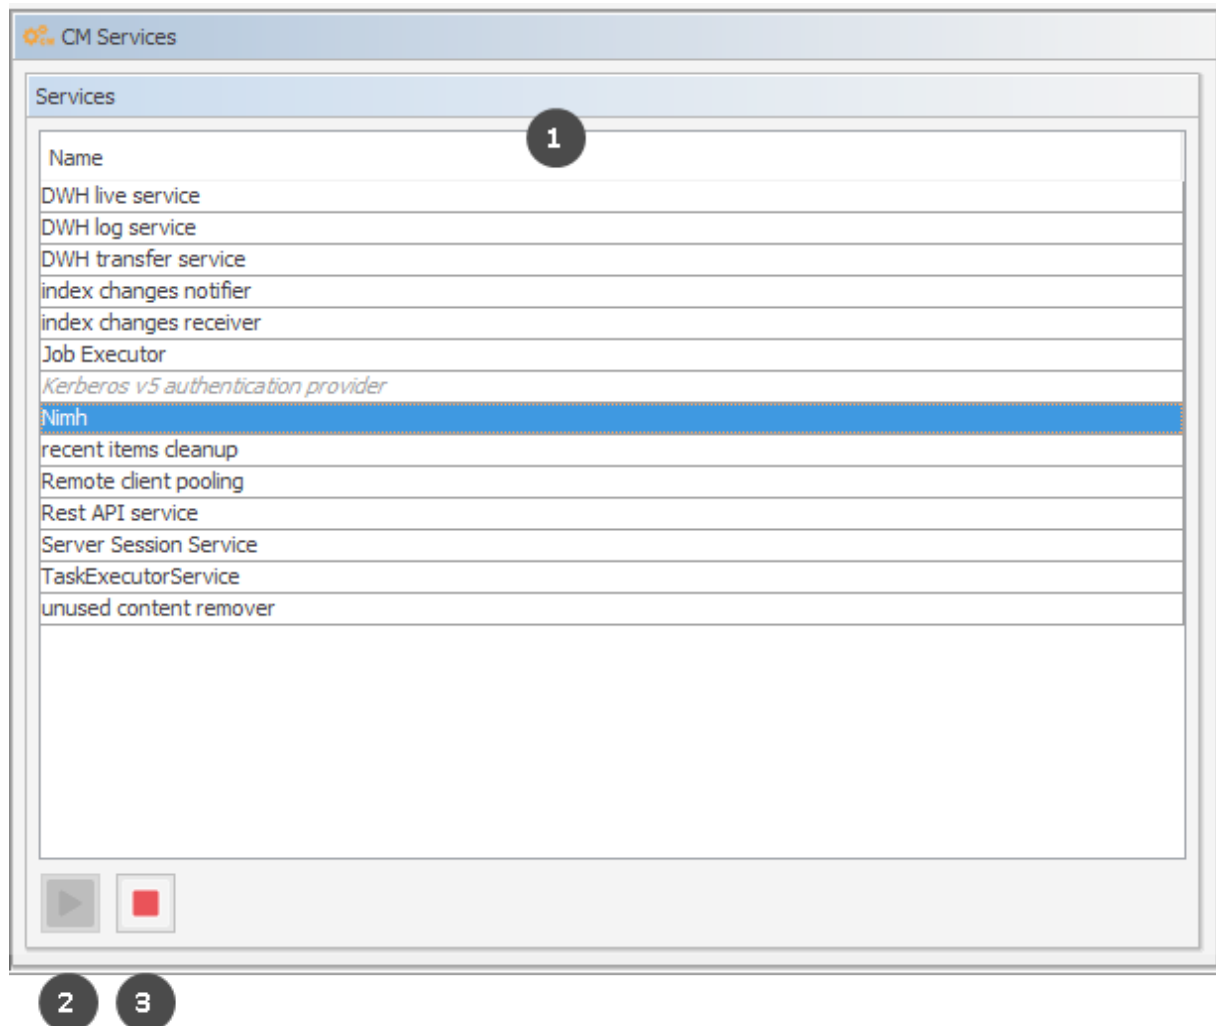 CM Services
Services
1
Name
DWH live service
DWH log service
DWH transfer service
index changes notifier
index changes receiver
Job Executor
Kerberos v5 authentication provider
Nimh
recent items cleanup
Remote client pooling
Rest API service
Server Session Service
TaskExecutorService
unused content remover
2 3